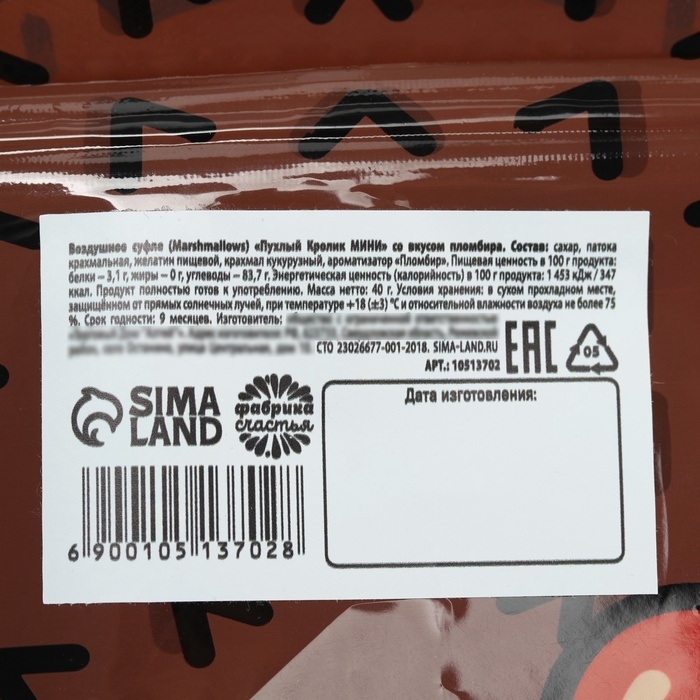 Воздушное суфле (Marshmallows) «Пухлый Кролик МИНИ» со вкусом пломбира. Состав: сахар, патока
крахмальная, желатин пищевой, крахмал кукурузный, ароматизатор «Пломбир». Пищевая ценность в 100 г продукта:
белки – 3,1 г, жиры – 0 г, углеводы – 83,7 г. Энергетическая ценность (калорийность) в 100 г продукта: 1 453 кДж / 347
ккал. Продукт полностью готов к употреблению. Масса нетто: 40 г. Условия хранения: в сухом прохладном месте,
защищённом от прямых солнечных лучей, при температуре +18 (±3) °С и относительной влажности воздуха не более 75
%. Срок годности: 9 месяцев. Изготовитель:
СТО 23026677-001-2018. SIMA-LAND.RU
АРТ.: 10513702
EAC
05
SIMA
LAND
фабрика
счастья
Дата изготовления:
6 900105 137028